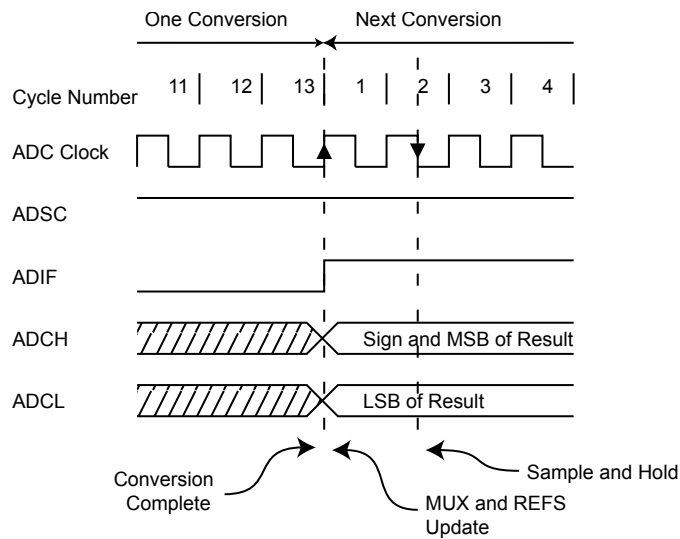 One Conversion Next Conversion
Cycle Number 11 12 13 1 2 3 4
ADC Clock
ADSC
ADIF
ADCH Sign and MSB of Result
ADCL LSB of Result
Conversion
Complete
MUX and REFS
Update
Sample and Hold